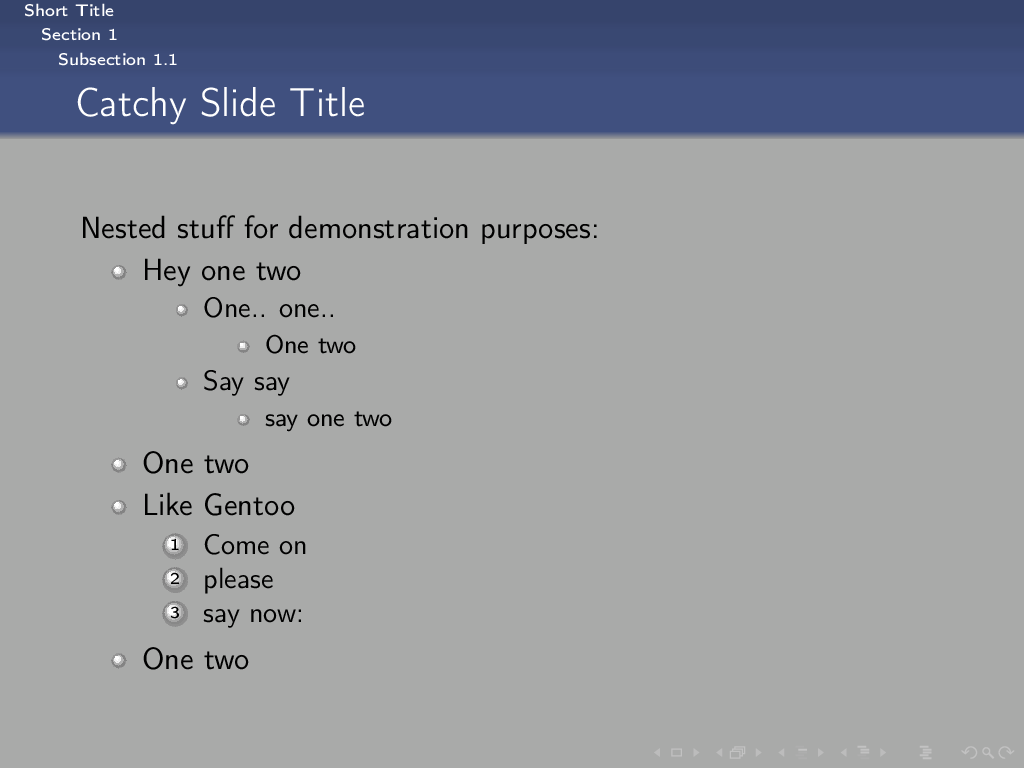 Short Title
Section 1
Subsection 1.1
Catchy Slide Title
Nested stuff for demonstration purposes:
Hey one two
One.. one..
One two
Say say
say one two
One two
Like Gentoo
1 Come on
2 please
3 say now:
One two